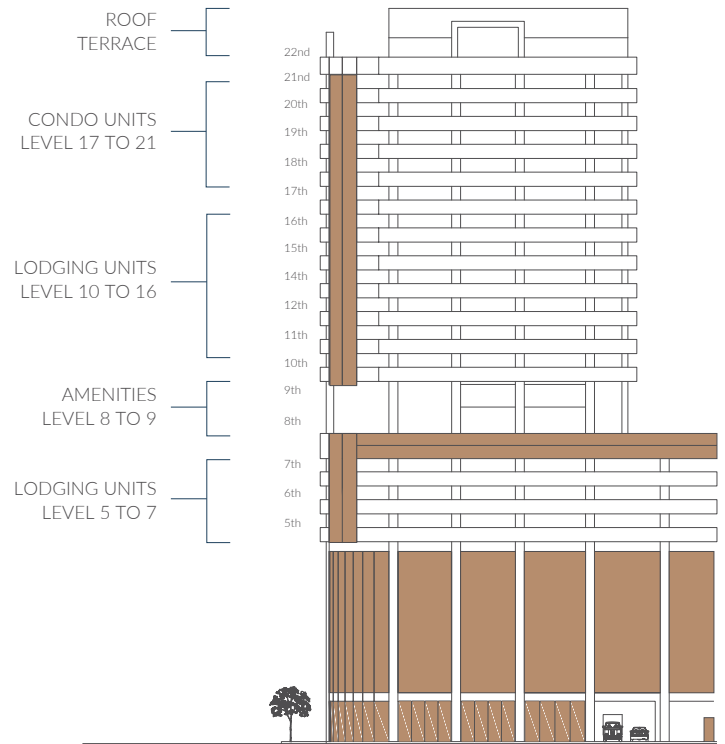 ROOF
TERRACE
22nd
21nd
CONDO UNITS
LEVEL 17 TO 21
20th
19th
18th
17th
LODGING UNITS
LEVEL 10 TO 16
16th
15th
14th
12th
11th
10th
AMENITIES
LEVEL 8 TO 9
9th
8th
LODGING UNITS
LEVEL 5 TO 7
7th
6th
5th